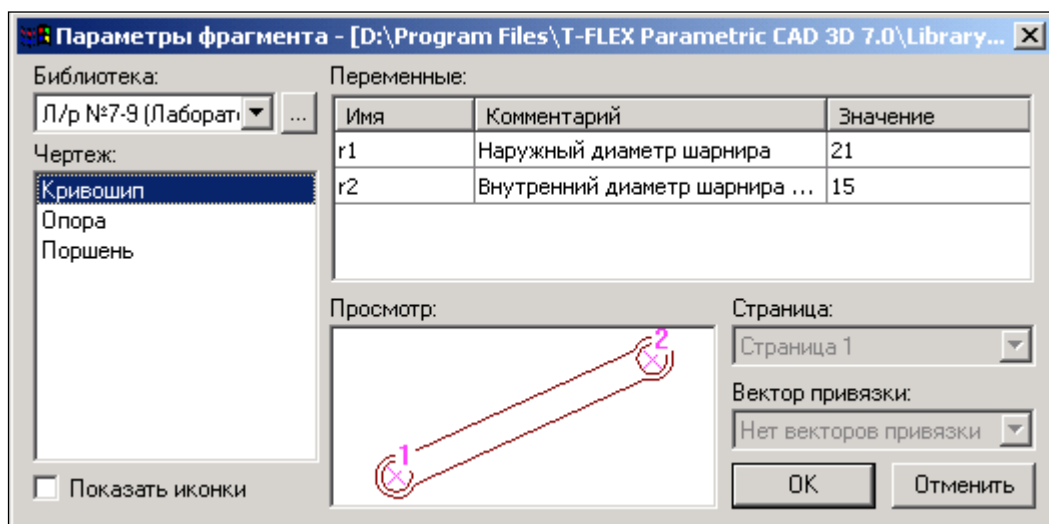 Параметры фрагмента - [D:\Program Files\T-FLEX Parametric CAD 3D 7.0\Library...
Библиотека:
Л/р №7-9 (Лаборат
...
Чертеж:
Кривошип
Опора
Поршень
Показать иконки
Переменные:
Имя Комментарий Значение
r1 Наружный диаметр шарнира 21
r2 Внутренний диаметр шарнира ... 15
Просмотр:
2
1
Страница:
Страница 1
Вектор привязки:
Нет векторов привязки
OK Отменить